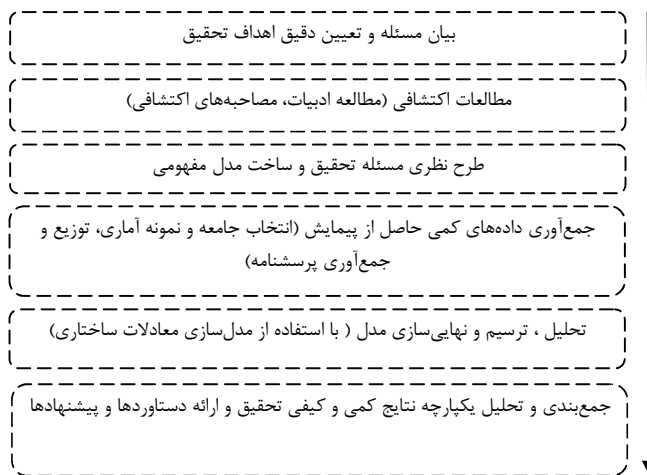 بیان مسئله و تعیین دقیق اهداف تحقیق
مطالعات اکتشافی (مطالعه ادبیات، مصاحبه‌های اکتشافی)
طرح نظری مسئله تحقیق و ساخت مدل مفهومی
جمع‌آوری داده‌های کمی حاصل از پیمایش (انتخاب جامعه و نمونه آماری، توزیع و
جمع‌آوری پرسشنامه)
تحلیل ، ترسیم و نهایی‌سازی مدل ( با استفاده از مدل‌سازی معادلات ساختاری)
جمع‌بندی و تحلیل یکپارچه نتایج کمی و کیفی تحقیق و ارائه دستاوردها و پیشنهادها